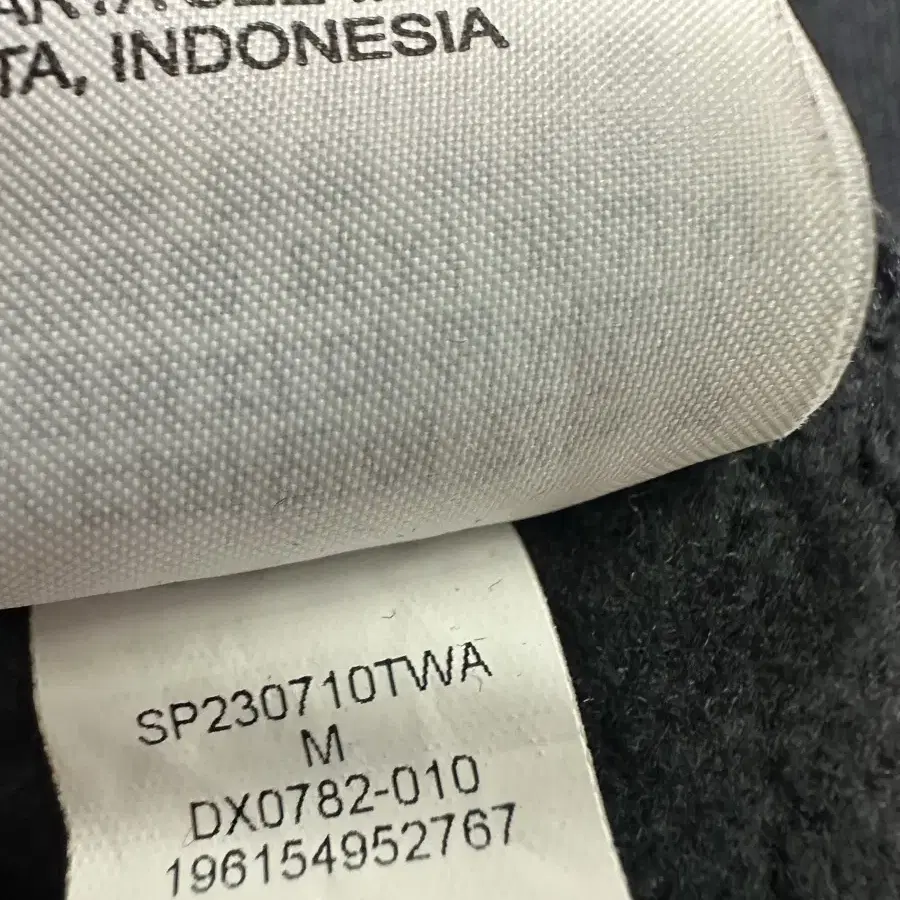 TA, INDONESIA
SP230710TWA
M
DX0782-010
196154952767